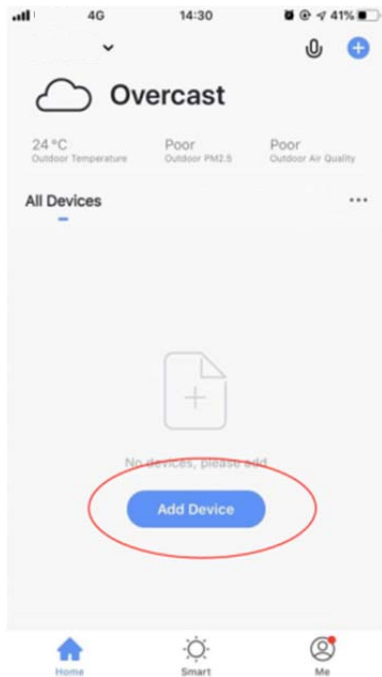 4G 14:30 41%
Overcast
24 °C Poor Poor
Outdoor Temperature Outdoor PM2.5 Outdoor Air Quality
All Devices
No devices, please add
Add Device
Home Smart Me